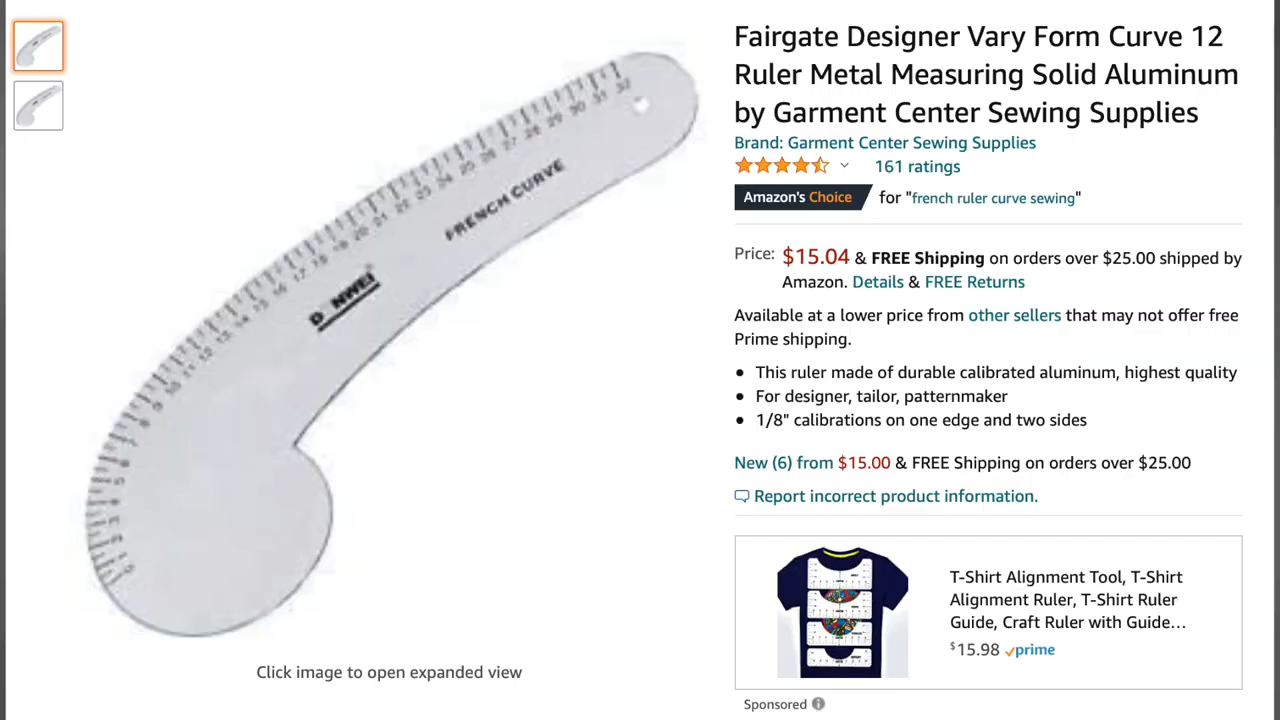 Fairgate Designer Vary Form Curve 12
Ruler Metal Measuring Solid Aluminum
by Garment Center Sewing Supplies
Brand: Garment Center Sewing Supplies
161 ratings
Amazon's Choice for "french ruler curve sewing"
Price: $15.04 & FREE Shipping on orders over $25.00 shipped by
Amazon. Details & FREE Returns
Available at a lower price from other sellers that may not offer free
Prime shipping.
This ruler made of durable calibrated aluminum, highest quality
For designer, tailor, patternmaker
1/8" calibrations on one edge and two sides
New (6) from $15.00 & FREE Shipping on orders over $25.00
Report incorrect product information.
T-Shirt Alignment Tool, T-Shirt
Alignment Ruler, T-Shirt Ruler
Guide, Craft Ruler with Guide...
$15.98 prime
Sponsored
FRENCH CURVE
Click image to open expanded view